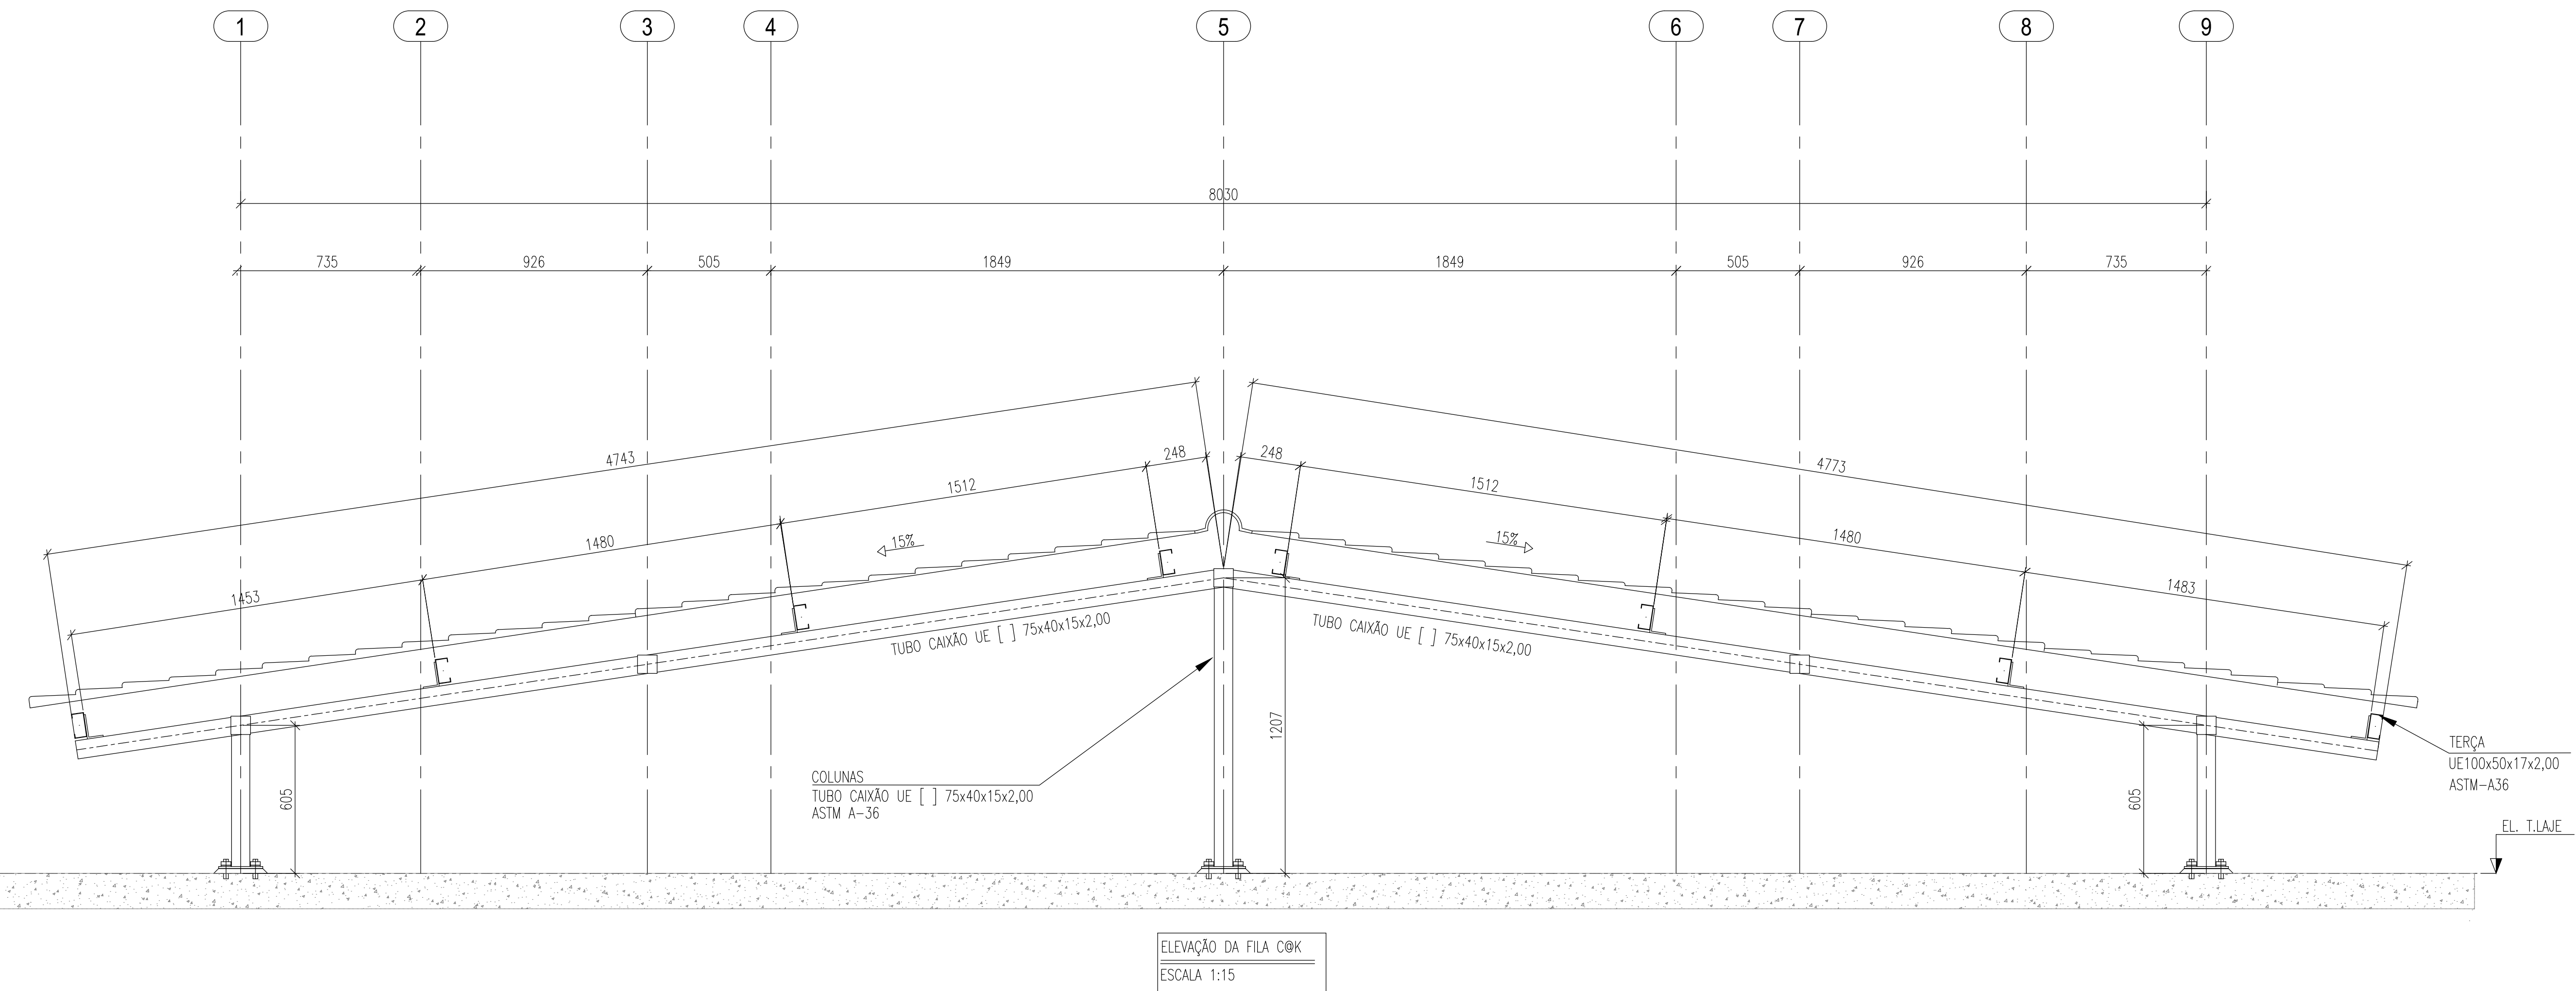 1 2 3 4 5 6 7 8 9
8030
735 926 505 1849 1849 505 926 735
4743 248 248 4773
1512 1512
1480 15% 15% 1480
1453 1483
TUBO CAIXÃO UE [ ] 75x40x15x2,00
TUBO CAIXÃO UE [ ] 75x40x15x2,00
1207
COLUNAS
TUBO CAIXÃO UE [ ] 75x40x15x2,00
ASTM A-36
605
605
TERÇA
UE100x50x17x2,00
ASTM-A36
EL. T.LAJE
ELEVAÇÃO DA FILA C@K
ESCALA 1:15